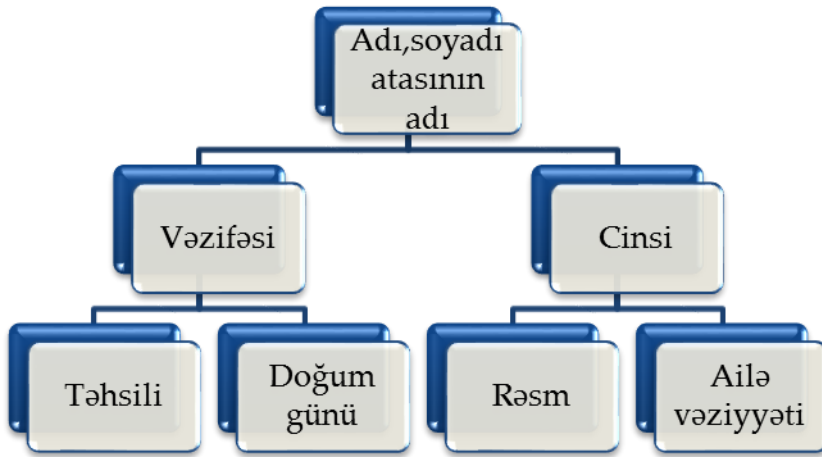 Adı,soyadı
atasının
adı
Vəzifəsi
Cinsi
Təhsili
Doğum
günü
Rəsm
Ailə
vəziyyəti